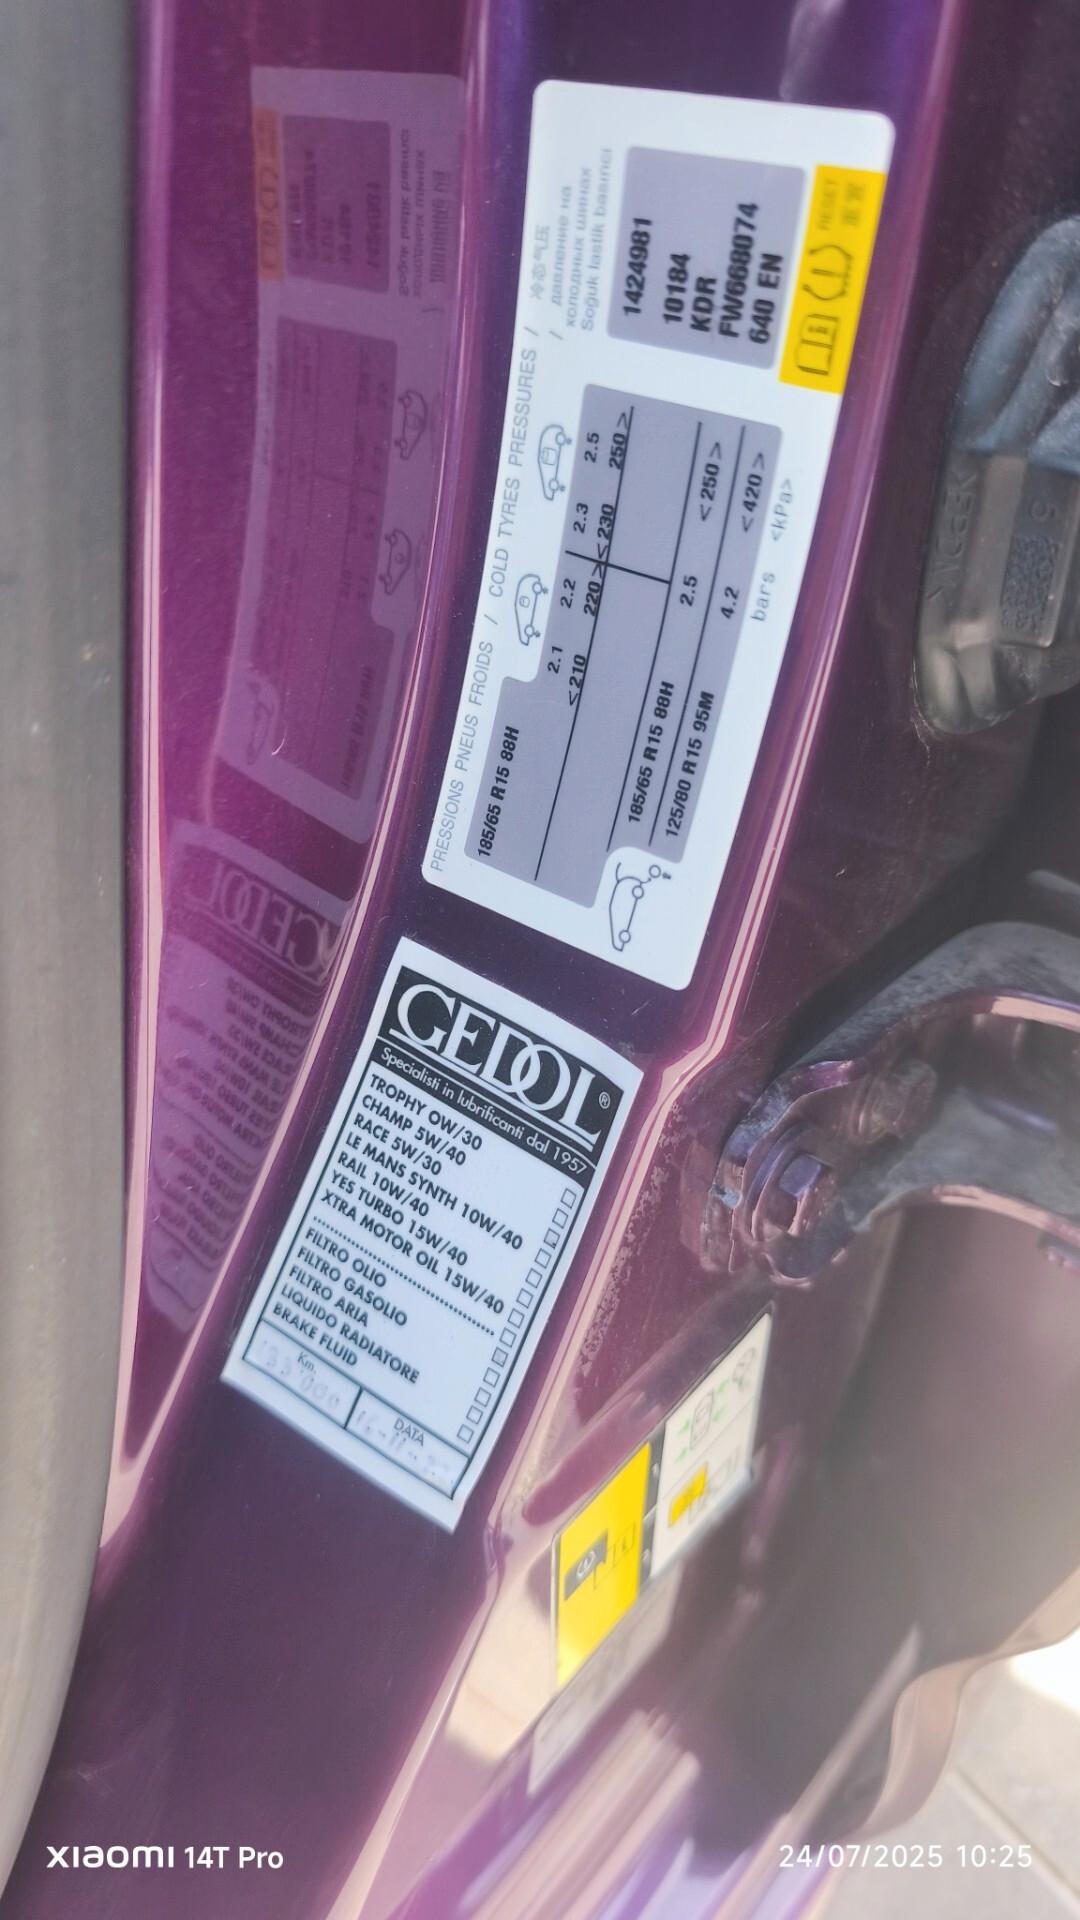 PRESSIONS PNEUS FROIDS / COLD TYRES PRESSURES / 冷态气压
/ давление на
холодных шинах
Soğuk lastik basıncı
185/65 R15 88H
2.1 2.2 2.3 2.5
<210 220> <230 250>
185/65 R15 88H 2.5 <250>
125/80 R15 95M 4.2 <420>
bars <kPa>
1424981
10184
KDR
FW668074
640 EN
RESET
GEDOL®
Specialisti in lubrificanti dal 1957
TROPHY OW/30
CHAMP 5W/40
RACE 5W/30
LE MANS SYNTH 10W/40
RAIL 10W/40
YES TURBO 15W/40
XTRA MOTOR OIL 15W/40
FILTRO OLIO
FILTRO GASOLIO
FILTRO ARIA
LIQUIDO RADIATORE
BRAKE FLUID
Km.
DATA
XIAOMI 14T Pro
24/07/2025 10:25